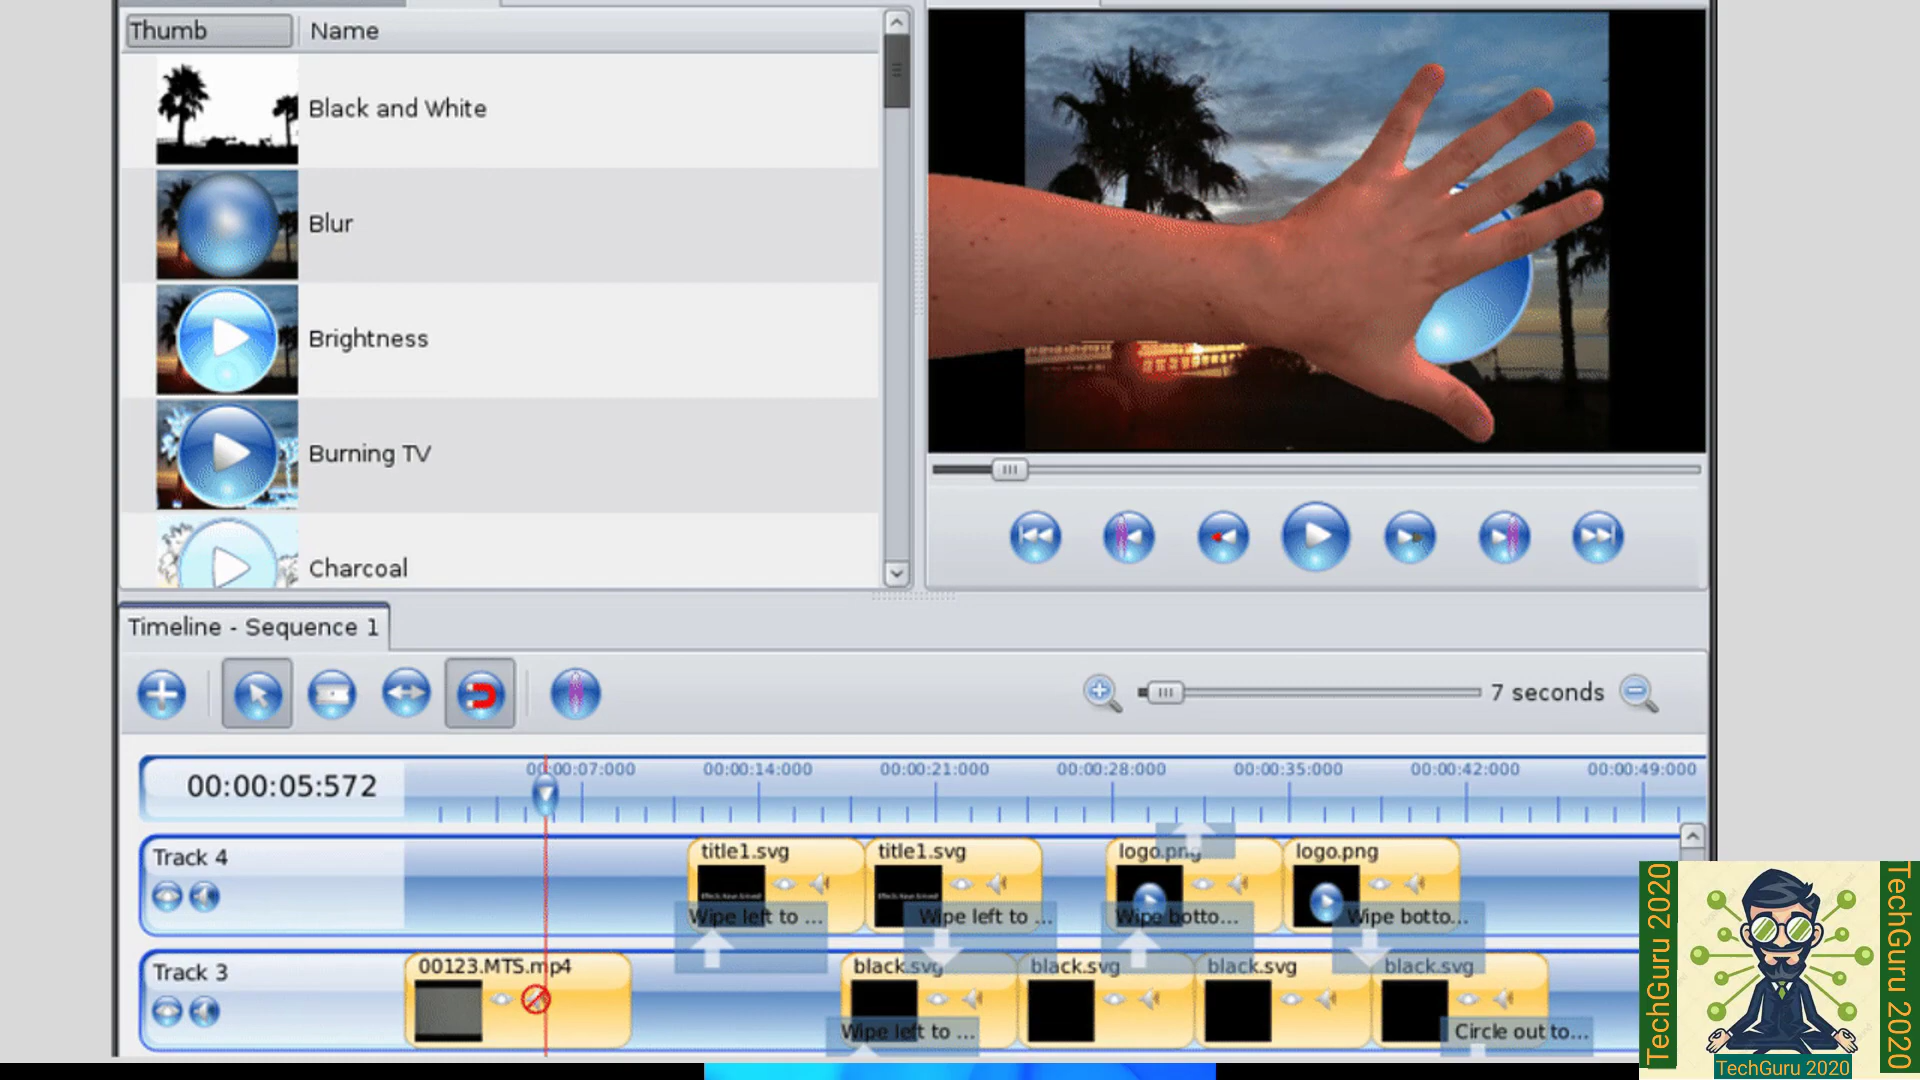 Thumb Name
Black and White
Blur
Brightness
Burning TV
Charcoal
Timeline - Sequence 1
7 seconds
00:00:05:572
00:00:07:000 00:00:14:000 00:00:21:000 00:00:28:000 00:00:35:000 00:00:42:000 00:00:49:000
Track 4
title1.svg title1.svg logo.png logo.png
Wipe left to ... Wipe left to ... Wipe botto... Wipe botto...
Track 3
00123.MTS.mp4 black.svg black.svg black.svg black.svg
Wipe left to ... Circle out to...
TechGuru 2020
TechGuru 2020
TechGuru 2020